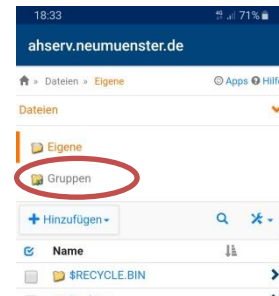 18:33 71%
ahserv.neumuenster.de
» Dateien » Eigene Apps Hilfe
Dateien
Eigene
Gruppen
Hinzufügen
Name
$RECYCLE.BIN